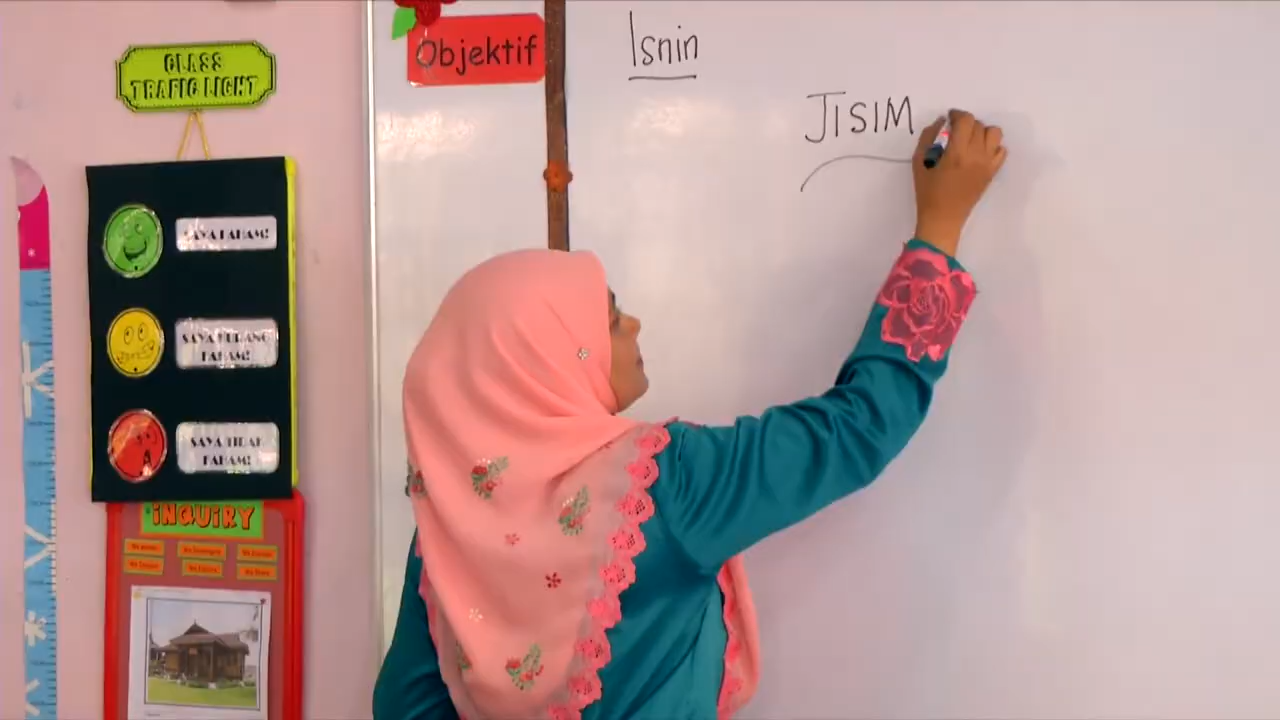 CLASS
TRAFIC LIGHT
SAYA FAHAM!
SAYA KURANG
FAHAM!
SAYA TIDAK
FAHAM!
INQUIRY
Objektif
Isnin
JISIM